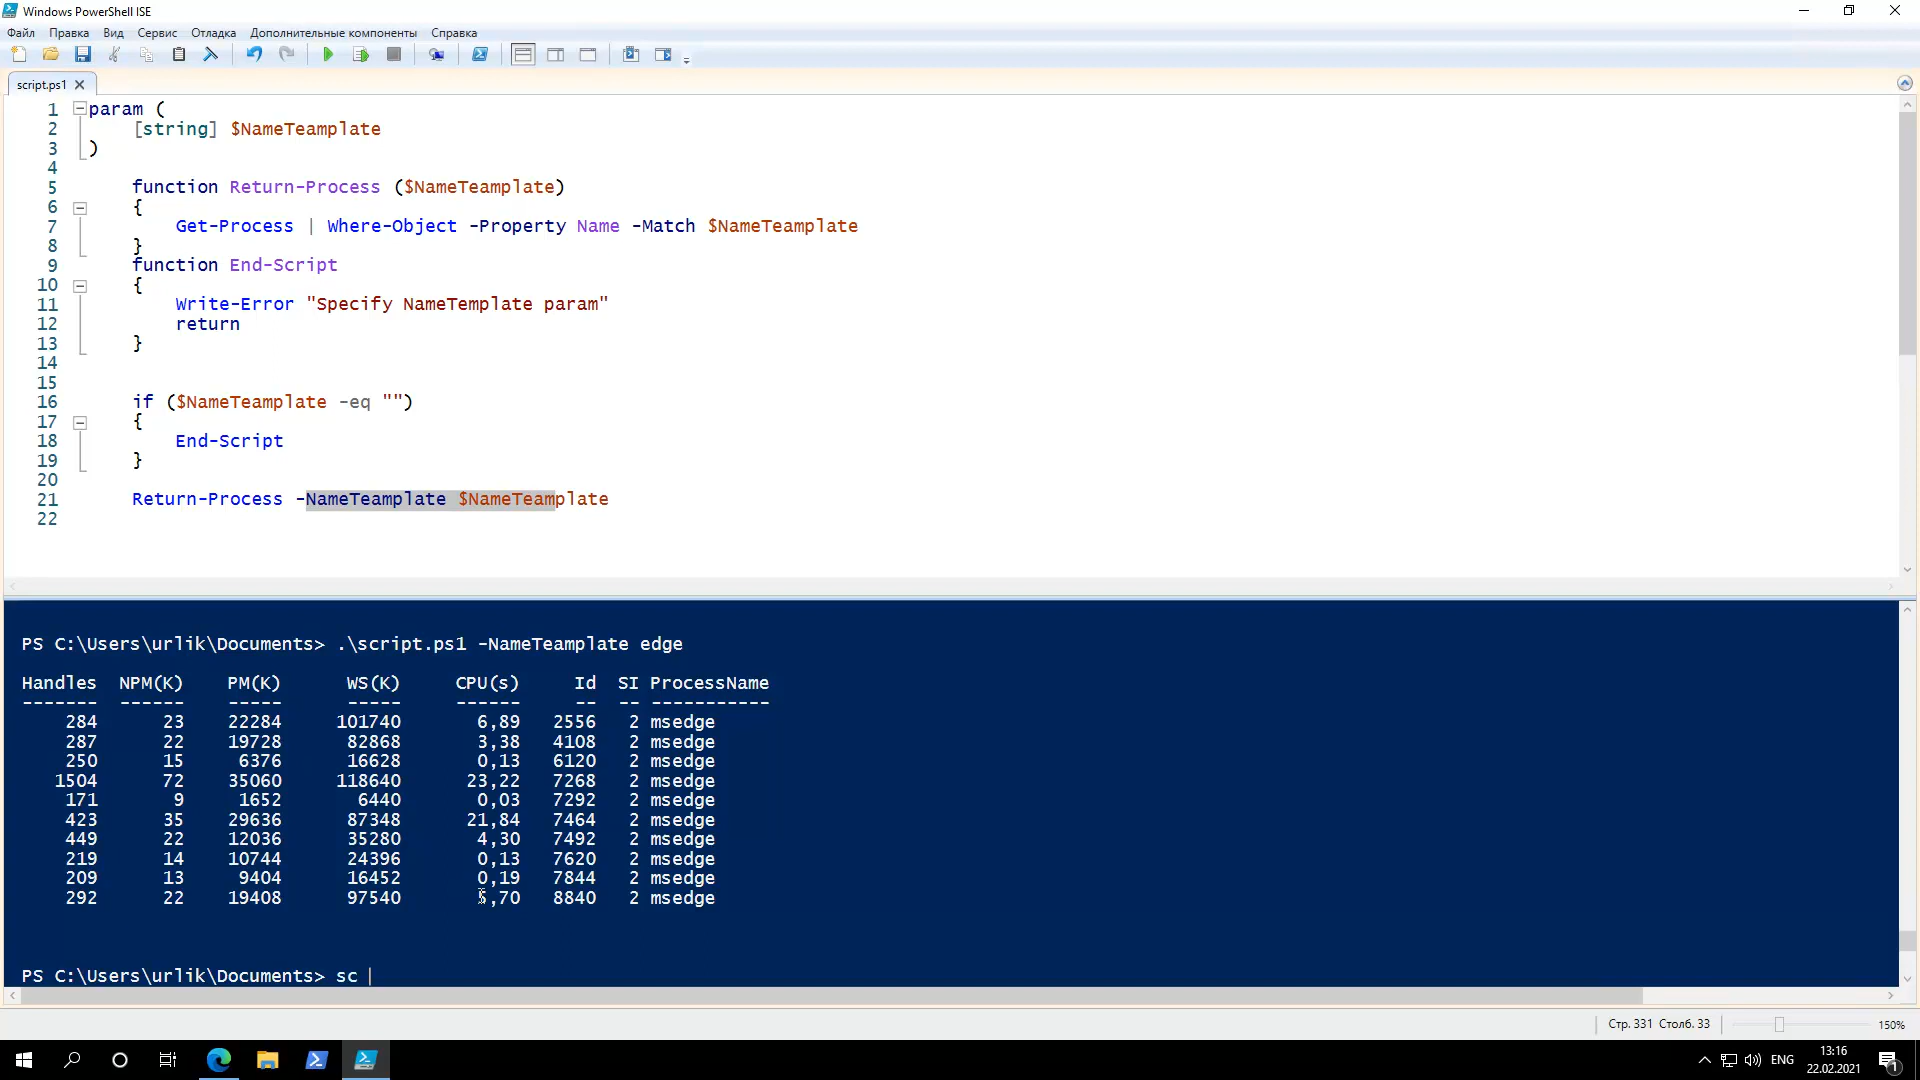 Windows PowerShell ISE
Файл Правка Вид Сервис Отладка Дополнительные компоненты Справка
script.ps1
1 param (
2 [string] $NameTeamplate
3 )
4
5 function Return-Process ($NameTeamplate)
6 {
7 Get-Process | Where-Object -Property Name -Match $NameTeamplate
8 }
9 function End-Script
10 {
11 Write-Error "Specify NameTemplate param"
12 return
13 }
14
15
16 if ($NameTeamplate -eq "")
17 {
18 End-Script
19 }
20
21 Return-Process -NameTeamplate $NameTeamplate
22
PS C:\Users\urlik\Documents> .\script.ps1 -NameTeamplate edge
Handles NPM(K) PM(K) WS(K) CPU(s) Id SI ProcessName
------- ------ ----- ----- ------ -- -- -----------
284 23 22284 101740 6,89 2556 2 msedge
287 22 19728 82868 3,38 4108 2 msedge
250 15 6376 16628 0,13 6120 2 msedge
1504 72 35060 118640 23,22 7268 2 msedge
171 9 1652 6440 0,03 7292 2 msedge
423 35 29636 87348 21,84 7464 2 msedge
449 22 12036 35280 4,30 7492 2 msedge
219 14 10744 24396 0,13 7620 2 msedge
209 13 9404 16452 0,19 7844 2 msedge
292 22 19408 97540 5,70 8840 2 msedge
PS C:\Users\urlik\Documents> sc
Стр. 331 Столб. 33 150%
ENG 13:16
22.02.2021
1